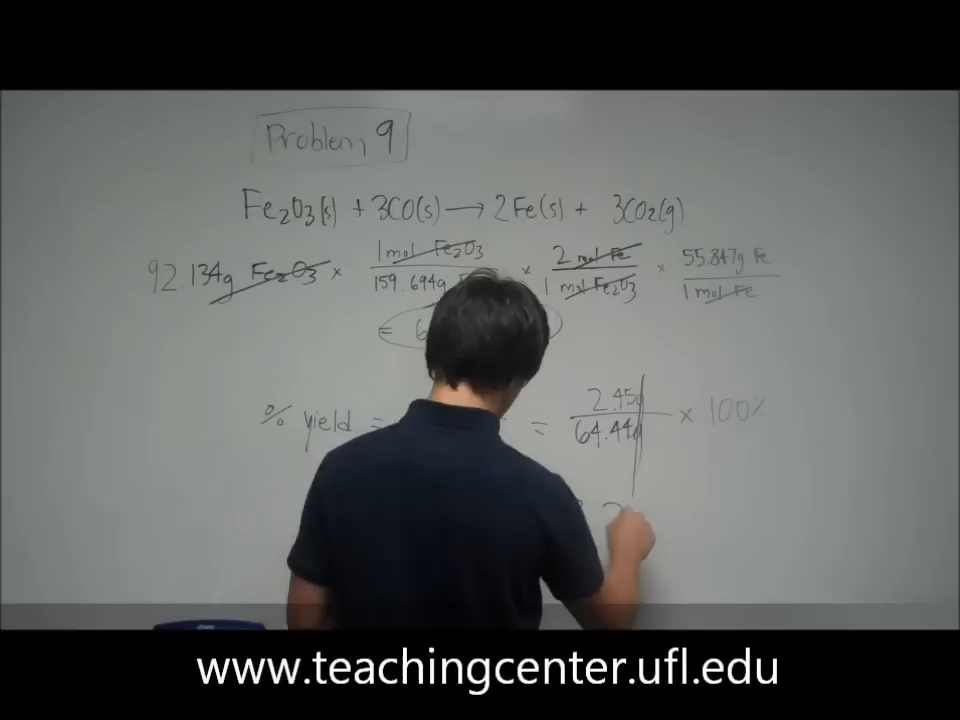 Problem 9
Fe2O3(s) + 3CO(s) → 2Fe(s) + 3CO2(g)
1 mol Fe2O3 2 mol Fe 55.847g Fe
92.134g Fe2O3 × × ×
159.694g 1 mol Fe2O3 1 mol Fe
= 6
2.45g
% yield = = × 100%
64.44g
www.teachingcenter.ufl.edu